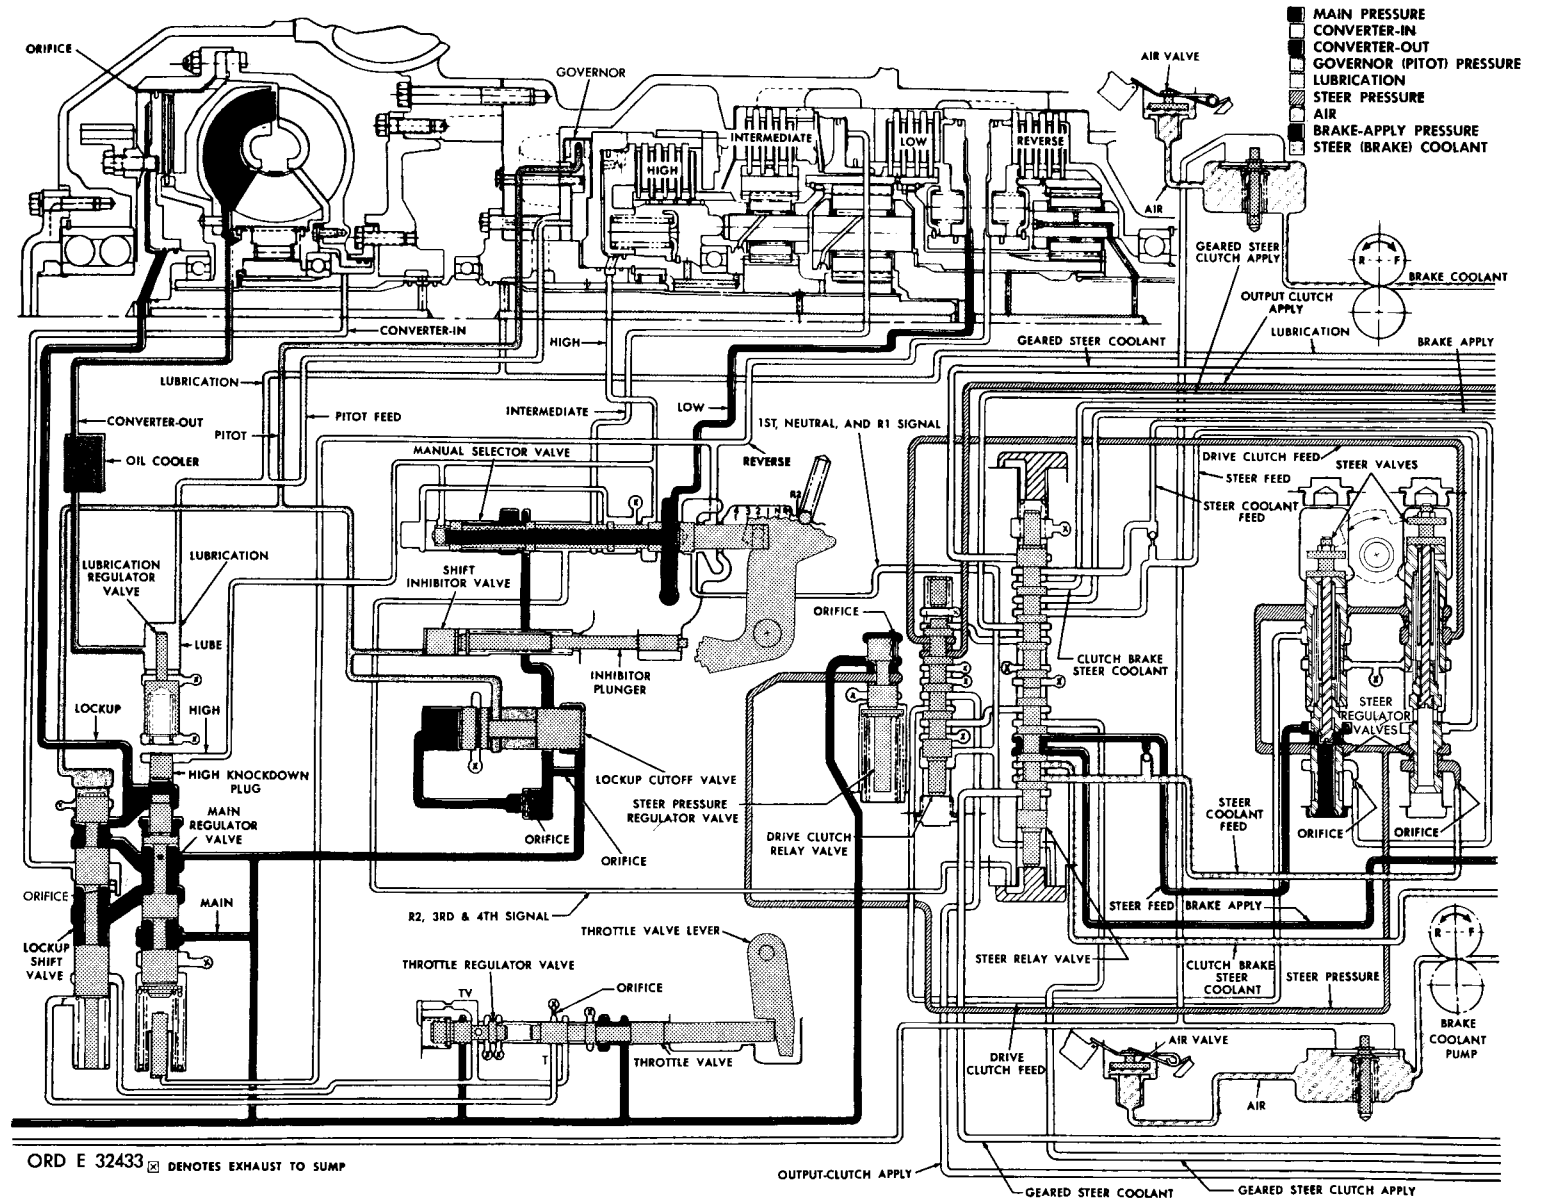 MAIN PRESSURE
CONVERTER-IN
CONVERTER-OUT
GOVERNOR (PITOT) PRESSURE
LUBRICATION
STEER PRESSURE
AIR
BRAKE-APPLY PRESSURE
STEER (BRAKE) COOLANT
ORIFICE
GOVERNOR
AIR VALVE
INTERMEDIATE
LOW
REVERSE
HIGH
AIR
GEARED STEER
CLUTCH APPLY
R F
BRAKE COOLANT
OUTPUT CLUTCH
APPLY
LUBRICATION
CONVERTER-IN
HIGH
GEARED STEER COOLANT
BRAKE APPLY
LUBRICATION
CONVERTER-OUT
PITOT FEED
PITOT
INTERMEDIATE
LOW
1ST, NEUTRAL, AND R1 SIGNAL
OIL COOLER
MANUAL SELECTOR VALVE
REVERSE
DRIVE CLUTCH FEED
STEER VALVES
STEER FEED
STEER COOLANT
FEED
R2
4 3 2 1 N R1
LUBRICATION
REGULATOR
VALVE
LUBRICATION
SHIFT
INHIBITOR VALVE
ORIFICE
LUBE
INHIBITOR
PLUNGER
CLUTCH BRAKE
STEER COOLANT
LOCKUP
HIGH
STEER
REGULATOR
VALVES
HIGH KNOCKDOWN
PLUG
LOCKUP CUTOFF VALVE
STEER PRESSURE
REGULATOR VALVE
MAIN
REGULATOR
VALVE
ORIFICE
ORIFICE
DRIVE CLUTCH
RELAY VALVE
STEER
COOLANT
FEED
ORIFICE
ORIFICE
ORIFICE
MAIN
R2, 3RD & 4TH SIGNAL
STEER FEED
BRAKE APPLY
LOCKUP
SHIFT
VALVE
THROTTLE VALVE LEVER
THROTTLE REGULATOR VALVE
STEER RELAY VALVE
CLUTCH BRAKE
STEER
COOLANT
STEER PRESSURE
R F
TV
ORIFICE
T
THROTTLE VALVE
DRIVE
CLUTCH FEED
AIR VALVE
BRAKE
COOLANT
PUMP
AIR
ORD E 32433
X DENOTES EXHAUST TO SUMP
OUTPUT-CLUTCH APPLY
GEARED STEER COOLANT
GEARED STEER CLUTCH APPLY